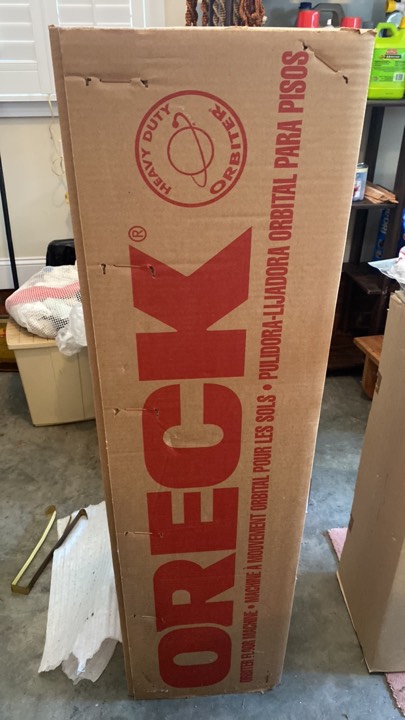 HEAVY DUTY
ORBITER
ORECK®
ORBITER FLOOR MACHINE • MACHINE À MOUVEMENT ORBITAL POUR LES SOLS • PULIDORA-LIJADORA ORBITAL PARA PISOS